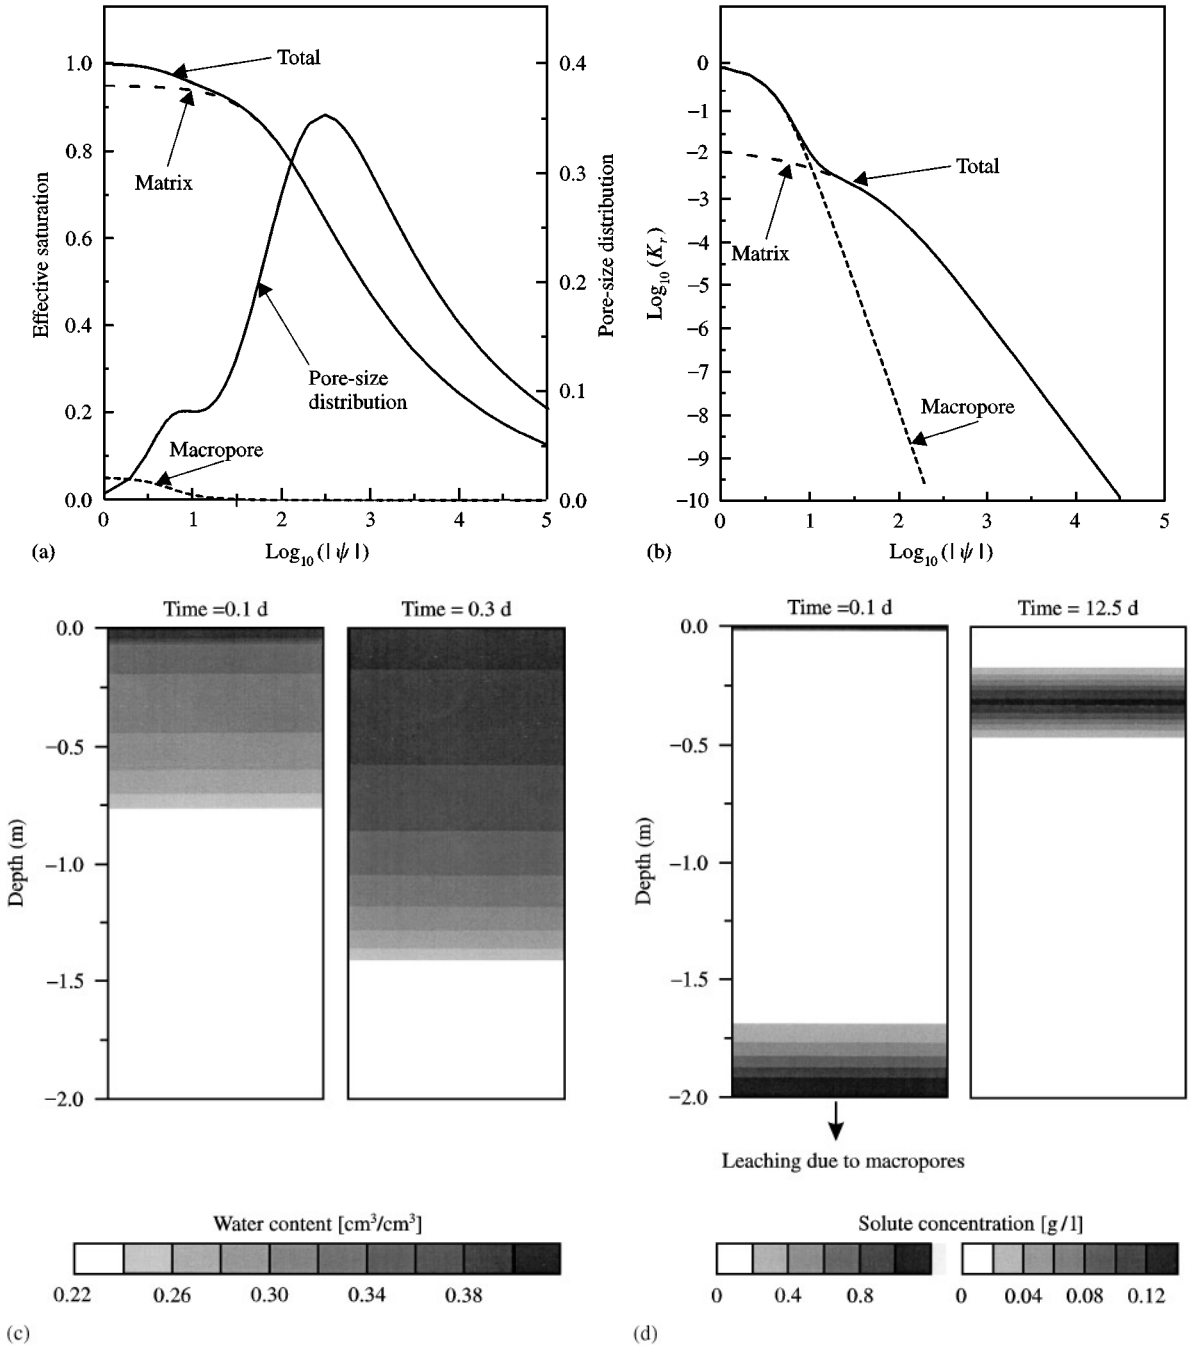 1.0
0.8
0.6
0.4
0.2
0.0
Effective saturation
0.4
0.3
0.2
0.1
0.0
Pore-size distribution
Total
Matrix
Pore-size
distribution
Macropore
0 1 2 3 4 5
Log10(|ψ|)
(a)
0
−1
−2
−3
−4
−5
−6
−7
−8
−9
−10
Log10(Kr)
Total
Matrix
Macropore
0 1 2 3 4 5
Log10(|ψ|)
(b)
Time =0.1 d
Time = 0.3 d
0.0
−0.5
−1.0
−1.5
−2.0
Depth (m)
Water content [cm3/cm3]
0.22 0.26 0.30 0.34 0.38
(c)
Time =0.1 d
Time = 12.5 d
0.0
−0.5
−1.0
−1.5
−2.0
Depth (m)
Leaching due to macropores
Solute concentration [g/l]
0 0.4 0.8
0 0.04 0.08 0.12
(d)